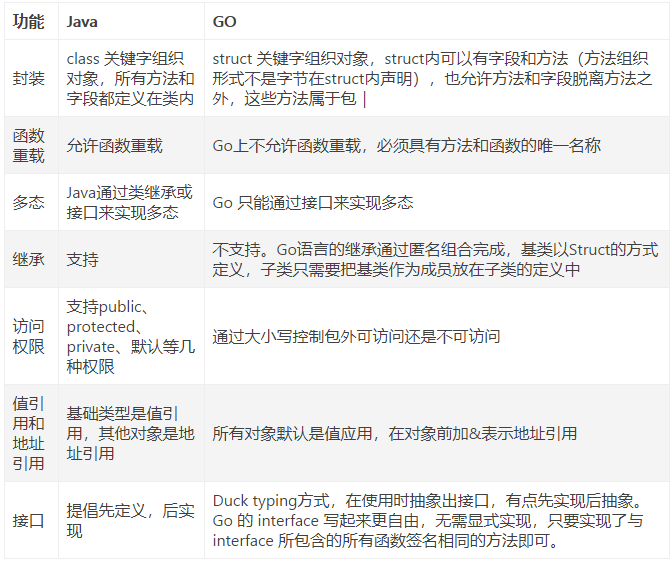 功能 Java GO
封装
class 关键字组织
对象，所有方法和
字段都定义在类内
struct 关键字组织对象，struct内可以有字段和方法（方法组织
形式不是字节在struct内声明），也允许方法和字段脱离方法之
外，这些方法属于包 |
函数
重载
允许函数重载
Go上不允许函数重载，必须具有方法和函数的唯一名称
多态
Java通过类继承或
接口来实现多态
Go 只能通过接口来实现多态
继承
支持
不支持。Go语言的继承通过匿名组合完成，基类以Struct的方式
定义，子类只需要把基类作为成员放在子类的定义中
访问
权限
支持public、
protected、
private、默认等几
种权限
通过大小写控制包外可访问还是不可访问
值引
用和
地址
引用
基础类型是值引
用，其他对象是地
址引用
所有对象默认是值应用，在对象前加&表示地址引用
接口
提倡先定义，后实
现
Duck typing方式，在使用时抽象出接口，有点先实现后抽象。
Go 的 interface 写起来更自由，无需显式实现，只要实现了与
interface 所包含的所有函数签名相同的方法即可。